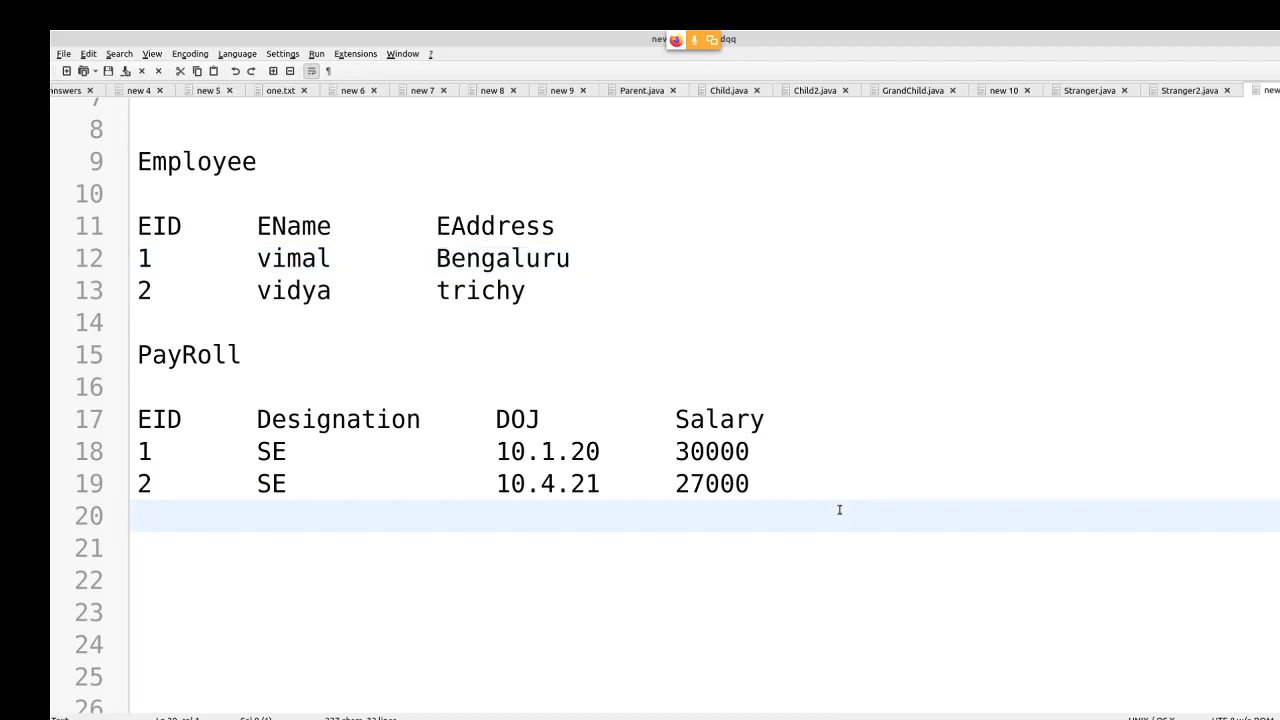 new dqq
File Edit Search View Encoding Language Settings Run Extensions Window ?
nswers new 4 new 5 one.txt new 6 new 7 new 8 new 9 Parent.java Child.java Child2.java GrandChild.java new 10 Stranger.java Stranger2.java new
7
8
9 Employee
10
11 EID EName EAddress
12 1 vimal Bengaluru
13 2 vidya trichy
14
15 PayRoll
16
17 EID Designation DOJ Salary
18 1 SE 10.1.20 30000
19 2 SE 10.4.21 27000
20
21
22
23
24
25
26